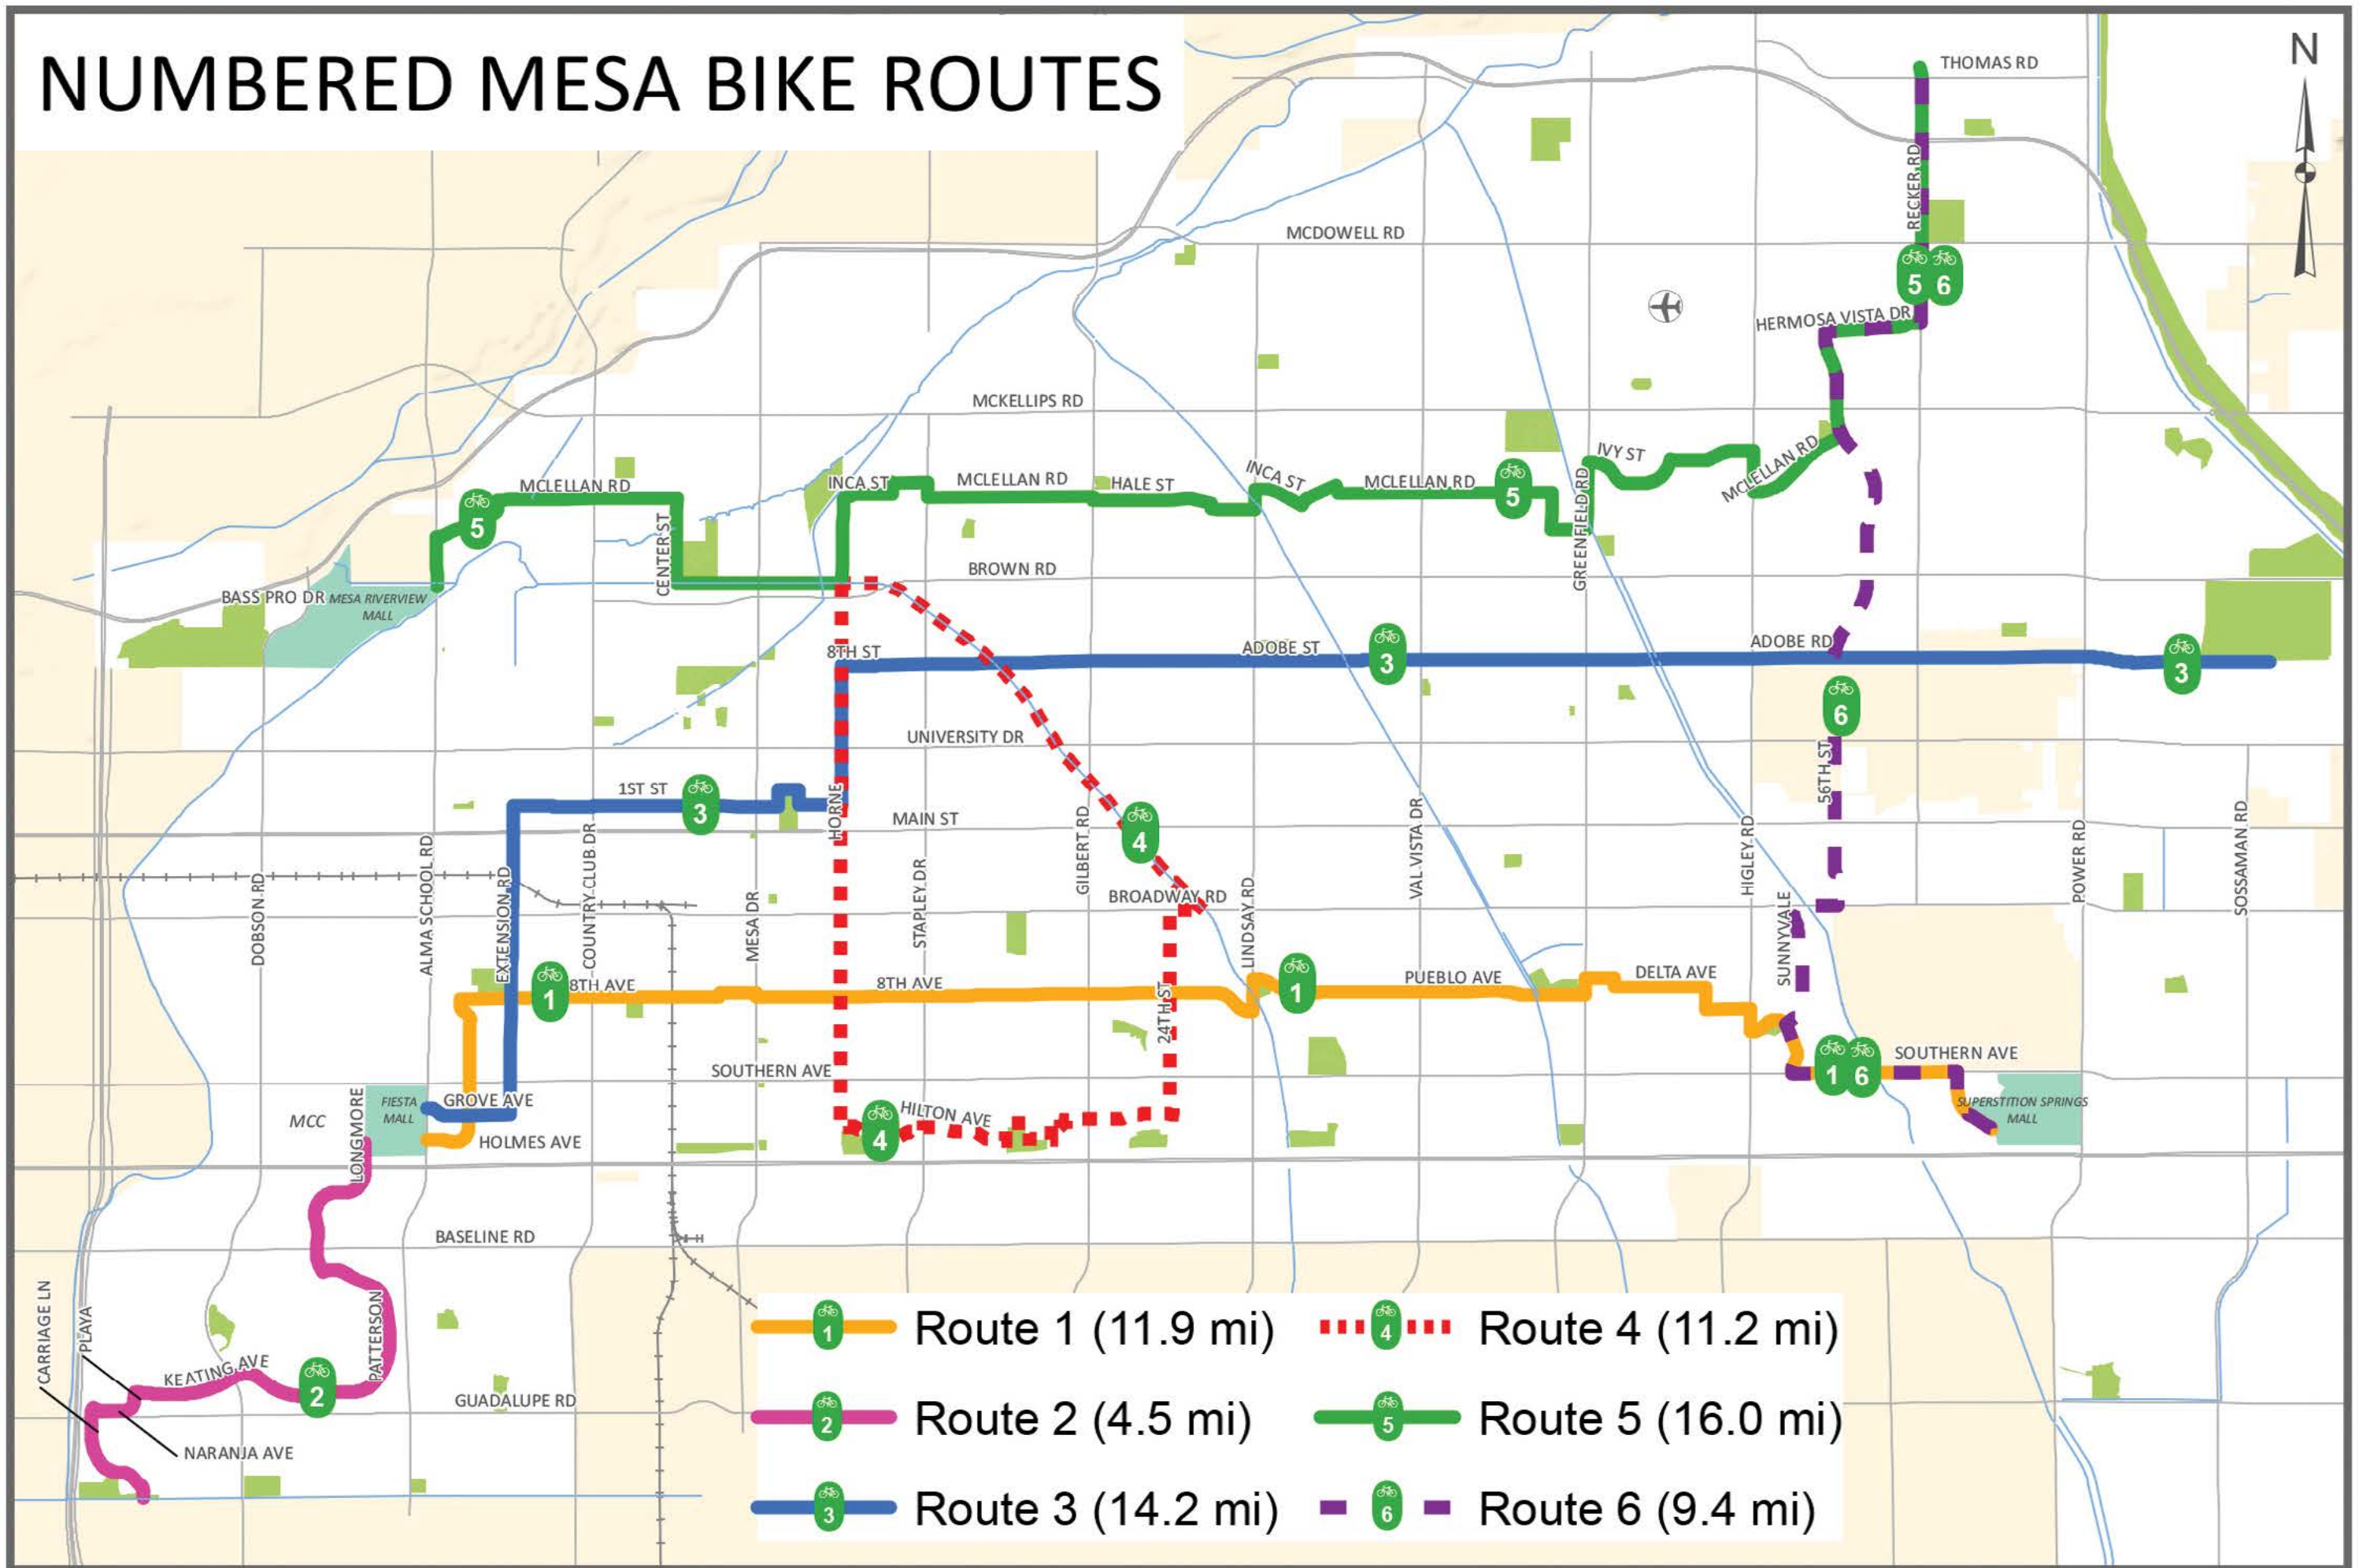 NUMBERED MESA BIKE ROUTES
N
THOMAS RD
RECKER RD
MCDOWELL RD
5 6
HERMOSA VISTA DR
MCKELLIPS RD
IVY ST
MCLELLAN RD
INCA ST
MCLELLAN RD
HALE ST
INCA ST
MCLELLAN RD
MCLELLAN RD
5
5
CENTER ST
GREENFIELD RD
BROWN RD
BASS PRO DR
MESA RIVERVIEW
MALL
8TH ST
ADOBE ST
3
ADOBE RD
3
6
UNIVERSITY DR
56TH ST
1ST ST
3
HORNE
MAIN ST
4
GILBERT RD
VAL VISTA DR
HIGLEY RD
POWER RD
SOSSAMAN RD
DOBSON RD
ALMA SCHOOL RD
EXTENSION RD
COUNTRY CLUB DR
MESA DR
STAPLEY DR
BROADWAY RD
LINDSAY RD
SUNNYVALE
1
8TH AVE
8TH AVE
24TH ST
1
PUEBLO AVE
DELTA AVE
SOUTHERN AVE
1 6
SOUTHERN AVE
MCC
LONGMORE
FIESTA
MALL
GROVE AVE
HOLMES AVE
4
HILTON AVE
SUPERSTITION SPRINGS
MALL
BASELINE RD
CARRIAGE LN
PLAYA
PATTERSON
KEATING AVE
2
GUADALUPE RD
NARANJA AVE
1 Route 1 (11.9 mi)
4 Route 4 (11.2 mi)
2 Route 2 (4.5 mi)
5 Route 5 (16.0 mi)
3 Route 3 (14.2 mi)
6 Route 6 (9.4 mi)